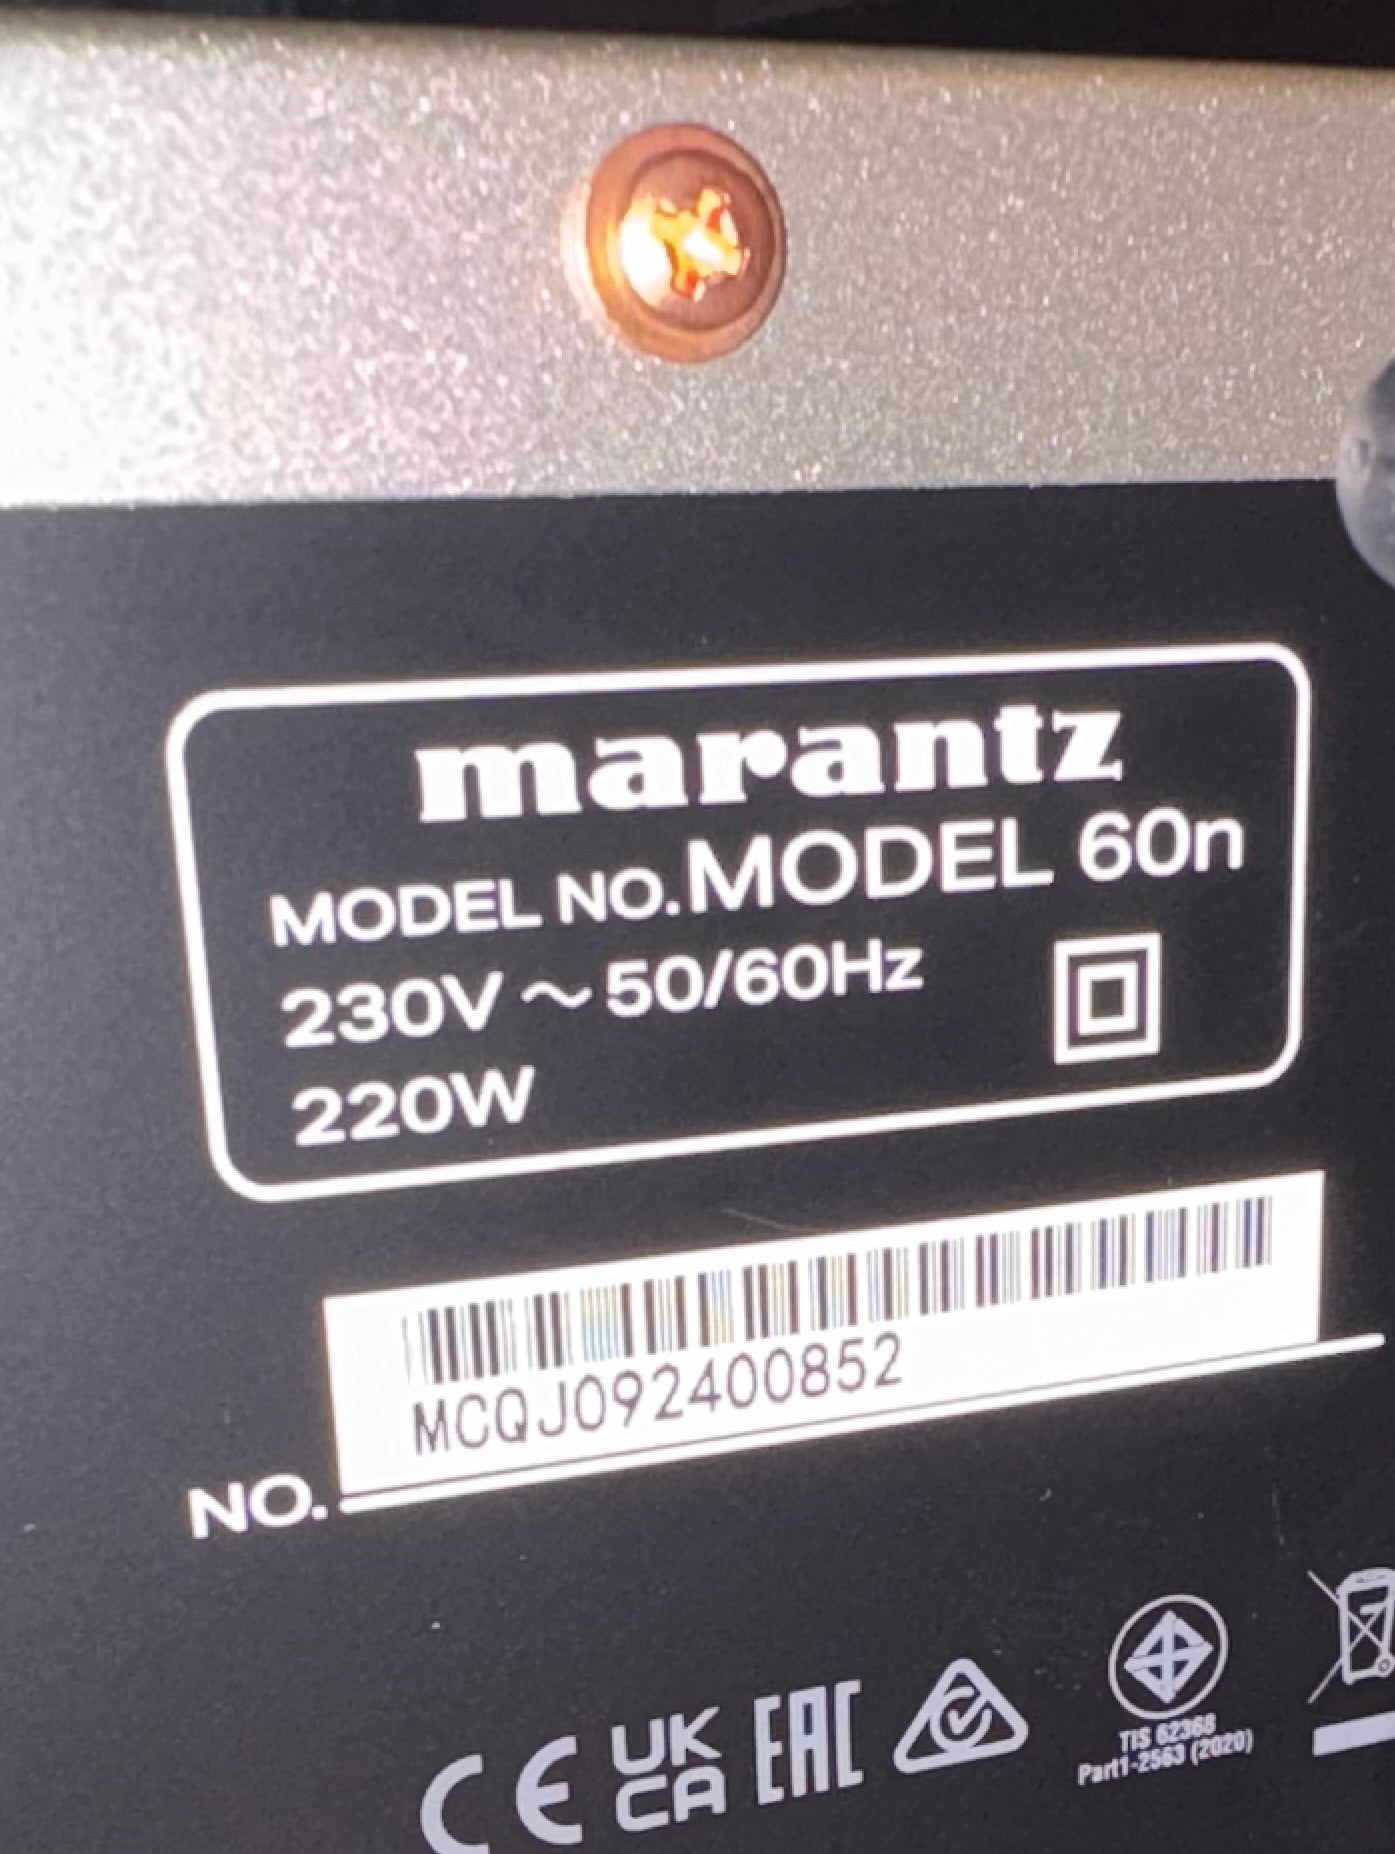 marantz
MODEL NO.MODEL 60n
230V ～ 50/60Hz
220W
MCQJ092400852
NO.
CE UK CA EAC
TIS 62368
Part1-2563 (2020)